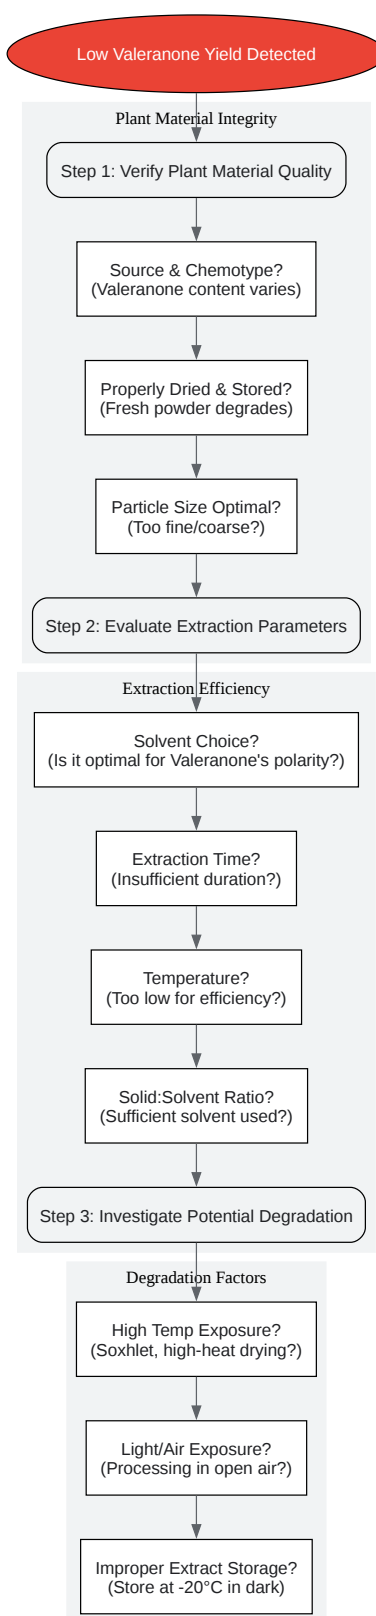 Low Valeranone Yield Detected
Plant Material Integrity
Step 1: Verify Plant Material Quality
Source & Chemotype?
(Valeranone content varies)
Properly Dried & Stored?
(Fresh powder degrades)
Particle Size Optimal?
(Too fine/coarse?)
Step 2: Evaluate Extraction Parameters
Extraction Efficiency
Solvent Choice?
(Is it optimal for Valeranone's polarity?)
Extraction Time?
(Insufficient duration?)
Temperature?
(Too low for efficiency?)
Solid:Solvent Ratio?
(Sufficient solvent used?)
Step 3: Investigate Potential Degradation
Degradation Factors
High Temp Exposure?
(Soxhlet, high-heat drying?)
Light/Air Exposure?
(Processing in open air?)
Improper Extract Storage?
(Store at -20°C in dark)